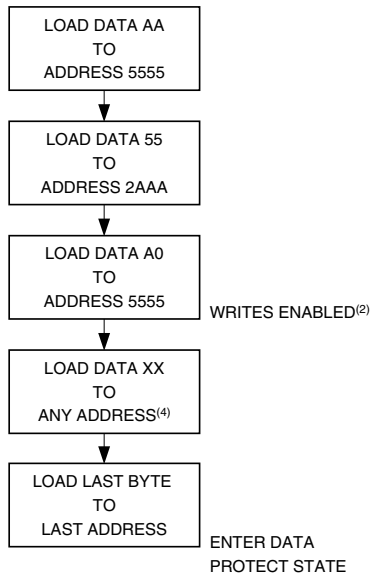 LOAD DATA AA
TO
ADDRESS 5555
LOAD DATA 55
TO
ADDRESS 2AAA
LOAD DATA A0
TO
ADDRESS 5555
WRITES ENABLED(2)
LOAD DATA XX
TO
ANY ADDRESS(4)
LOAD LAST BYTE
TO
LAST ADDRESS
ENTER DATA
PROTECT STATE